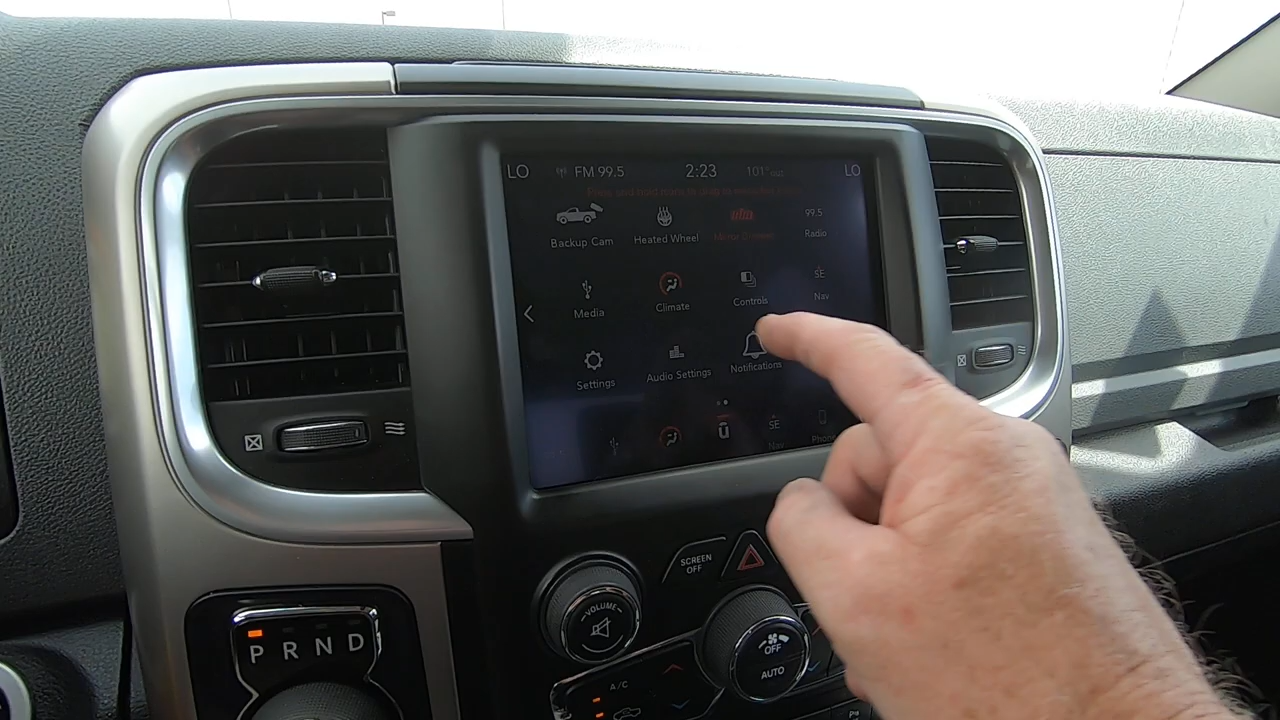 LO FM 99.5 2:23 101° out LO
Backup Cam Heated Wheel 99.5 Radio
Media Climate Controls SE Nav
Settings Audio Settings Notifications
SE Nav Phone
SCREEN OFF
VOLUME
OFF
AUTO
A/C
P R N D